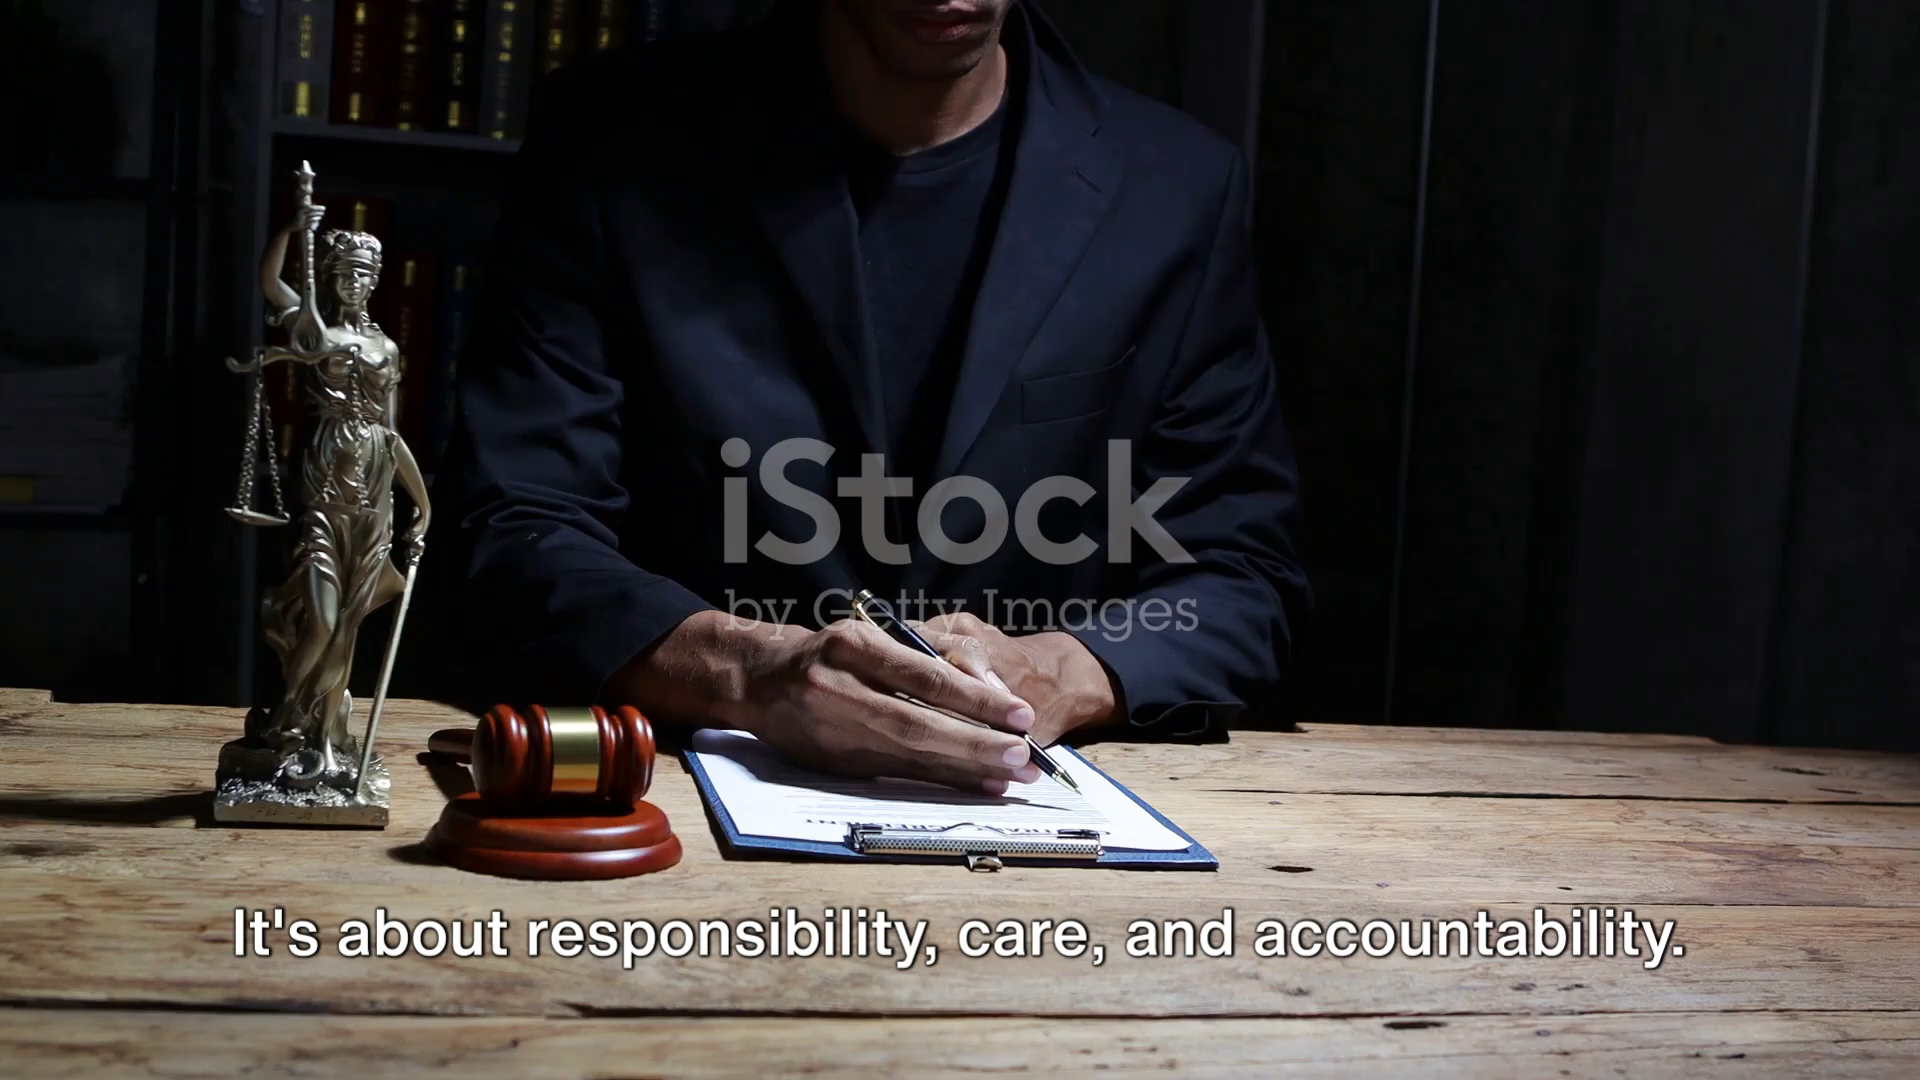 iStock
by Getty Images
It's about responsibility, care, and accountability.